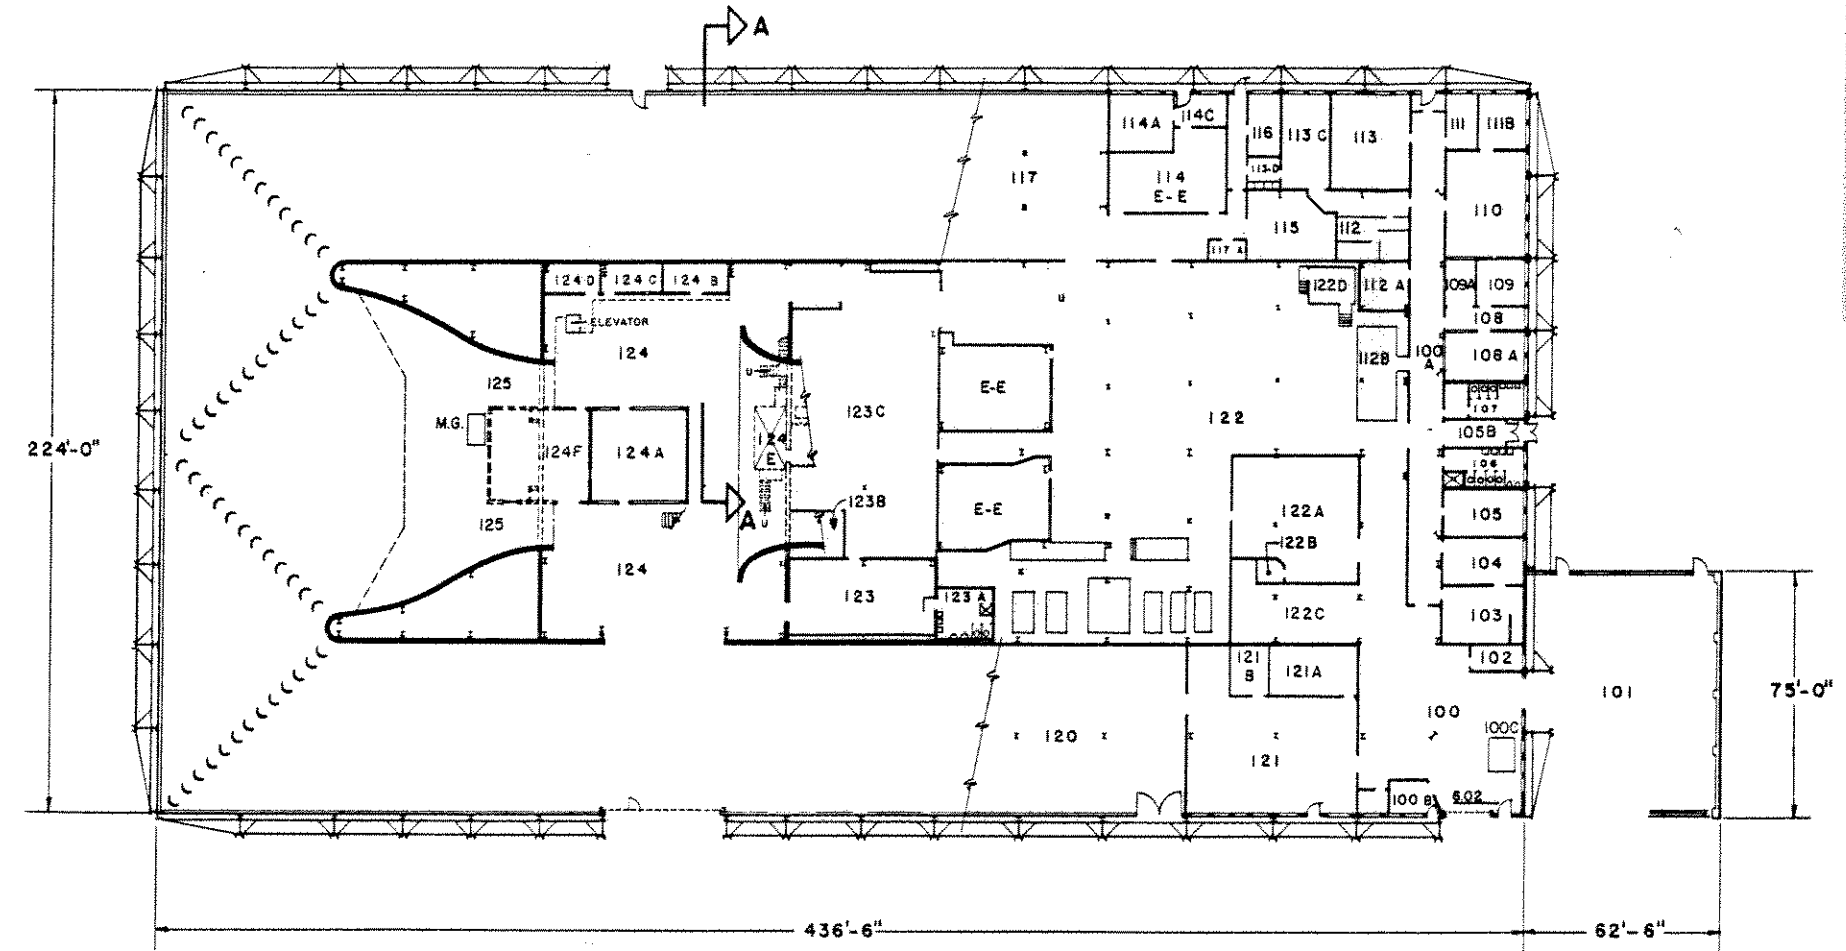 A
114A
114C
116
113 C
113
111
111B
117
114
E-E
113-D
110
115
112
117 A
124 D
124 C
124 B
122D
112 A
109A
109
U
ELEVATOR
108
124
112B
100
A
108 A
125
U
E-E
123C
122
107
M.G.
105B
124F
124A
124
E
106
224'-0"
123B
E-E
122A
105
125
A
U
122B
104
124
123
123 A
122C
103
121
B
121A
102
101
75'-0"
120
100
100C
121
100 B
602
436'-6"
62'-6"